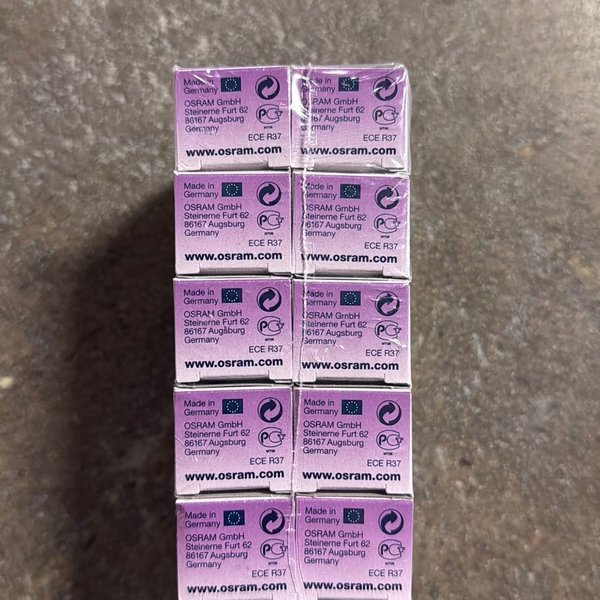 Made in
Germany
OSRAM GmbH
Steinerne Furt 62
86167 Augsburg
Germany
ECE R37
www.osram.com
Made in
Germany
OSRAM GmbH
Steinerne Furt 62
86167 Augsburg
Germany
ECE R37
www.osram.com
Made in
Germany
OSRAM GmbH
Steinerne Furt 62
86167 Augsburg
Germany
ECE R37
www.osram.com
Made in
Germany
OSRAM GmbH
Steinerne Furt 62
86167 Augsburg
Germany
ECE R37
www.osram.com
Made in
Germany
OSRAM GmbH
Steinerne Furt 62
86167 Augsburg
Germany
ECE R37
www.osram.com
Made in
Germany
OSRAM GmbH
Steinerne Furt 62
86167 Augsburg
Germany
ECE R37
www.osram.com
Made in
Germany
OSRAM GmbH
Steinerne Furt 62
86167 Augsburg
Germany
ECE R37
www.osram.com
Made in
Germany
OSRAM GmbH
Steinerne Furt 62
86167 Augsburg
Germany
ECE R37
www.osram.com
Made in
Germany
OSRAM GmbH
Steinerne Furt 62
86167 Augsburg
Germany
ECE R37
www.osram.com
Made in
Germany
OSRAM GmbH
Steinerne Furt 62
86167 Augsburg
Germany
ECE R37
www.osram.com